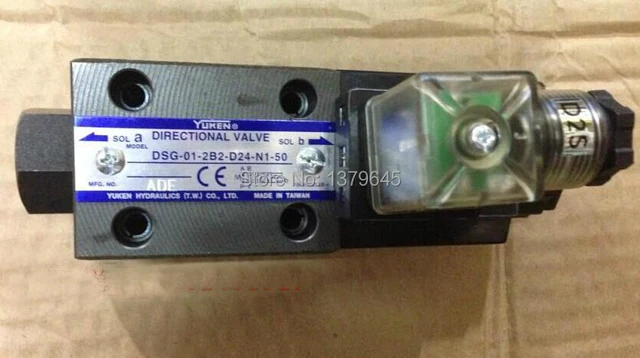 YUKEN®
SOL a DIRECTIONAL VALVE SOL b
MODEL
DSG-01-2B2-D24-N1-50
MFG. NO. ADE CE
YUKEN HYDRAULICS (T.W.) CO., LTD. MADE IN TAIWAN
D2S
Store No: 1379645